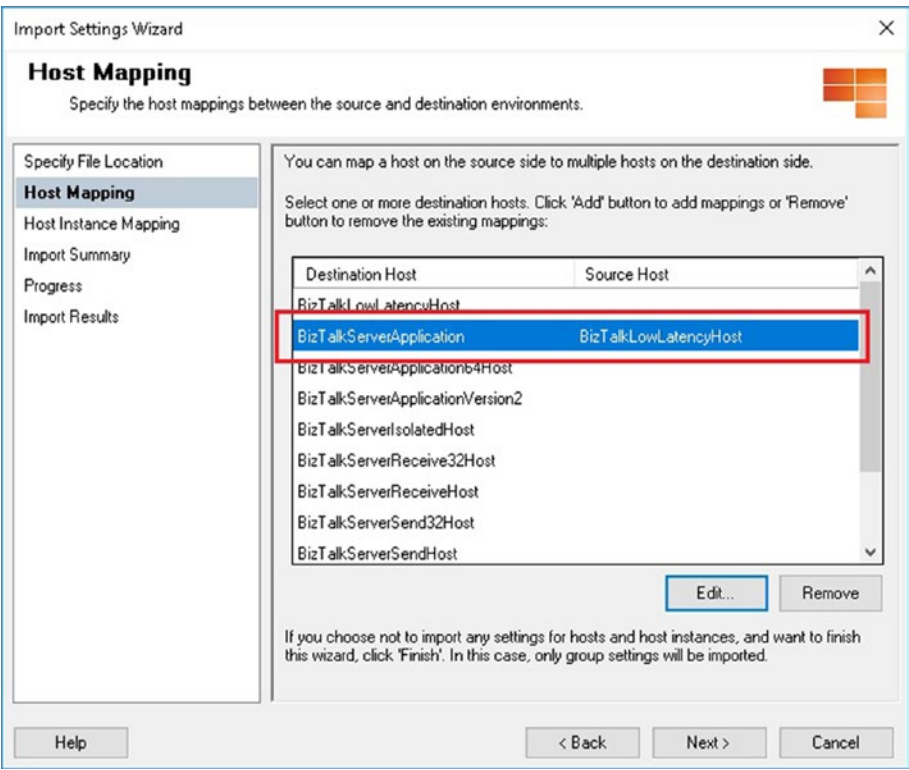 Import Settings Wizard
Host Mapping
Specify the host mappings between the source and destination environments.
Specify File Location
Host Mapping
Host Instance Mapping
Import Summary
Progress
Import Results
You can map a host on the source side to multiple hosts on the destination side.
Select one or more destination hosts. Click 'Add' button to add mappings or 'Remove'
button to remove the existing mappings:
Destination Host Source Host
BizTalkLowLatencyHost
BizTalkServerApplication BizTalkLowLatencyHost
BizTalkServerApplication64Host
BizTalkServerApplicationVersion2
BizTalkServerIsolatedHost
BizTalkServerReceive32Host
BizTalkServerReceiveHost
BizTalkServerSend32Host
BizTalkServerSendHost
Edit... Remove
If you choose not to import any settings for hosts and host instances, and want to finish
this wizard, click 'Finish'. In this case, only group settings will be imported.
Help < Back Next > Cancel